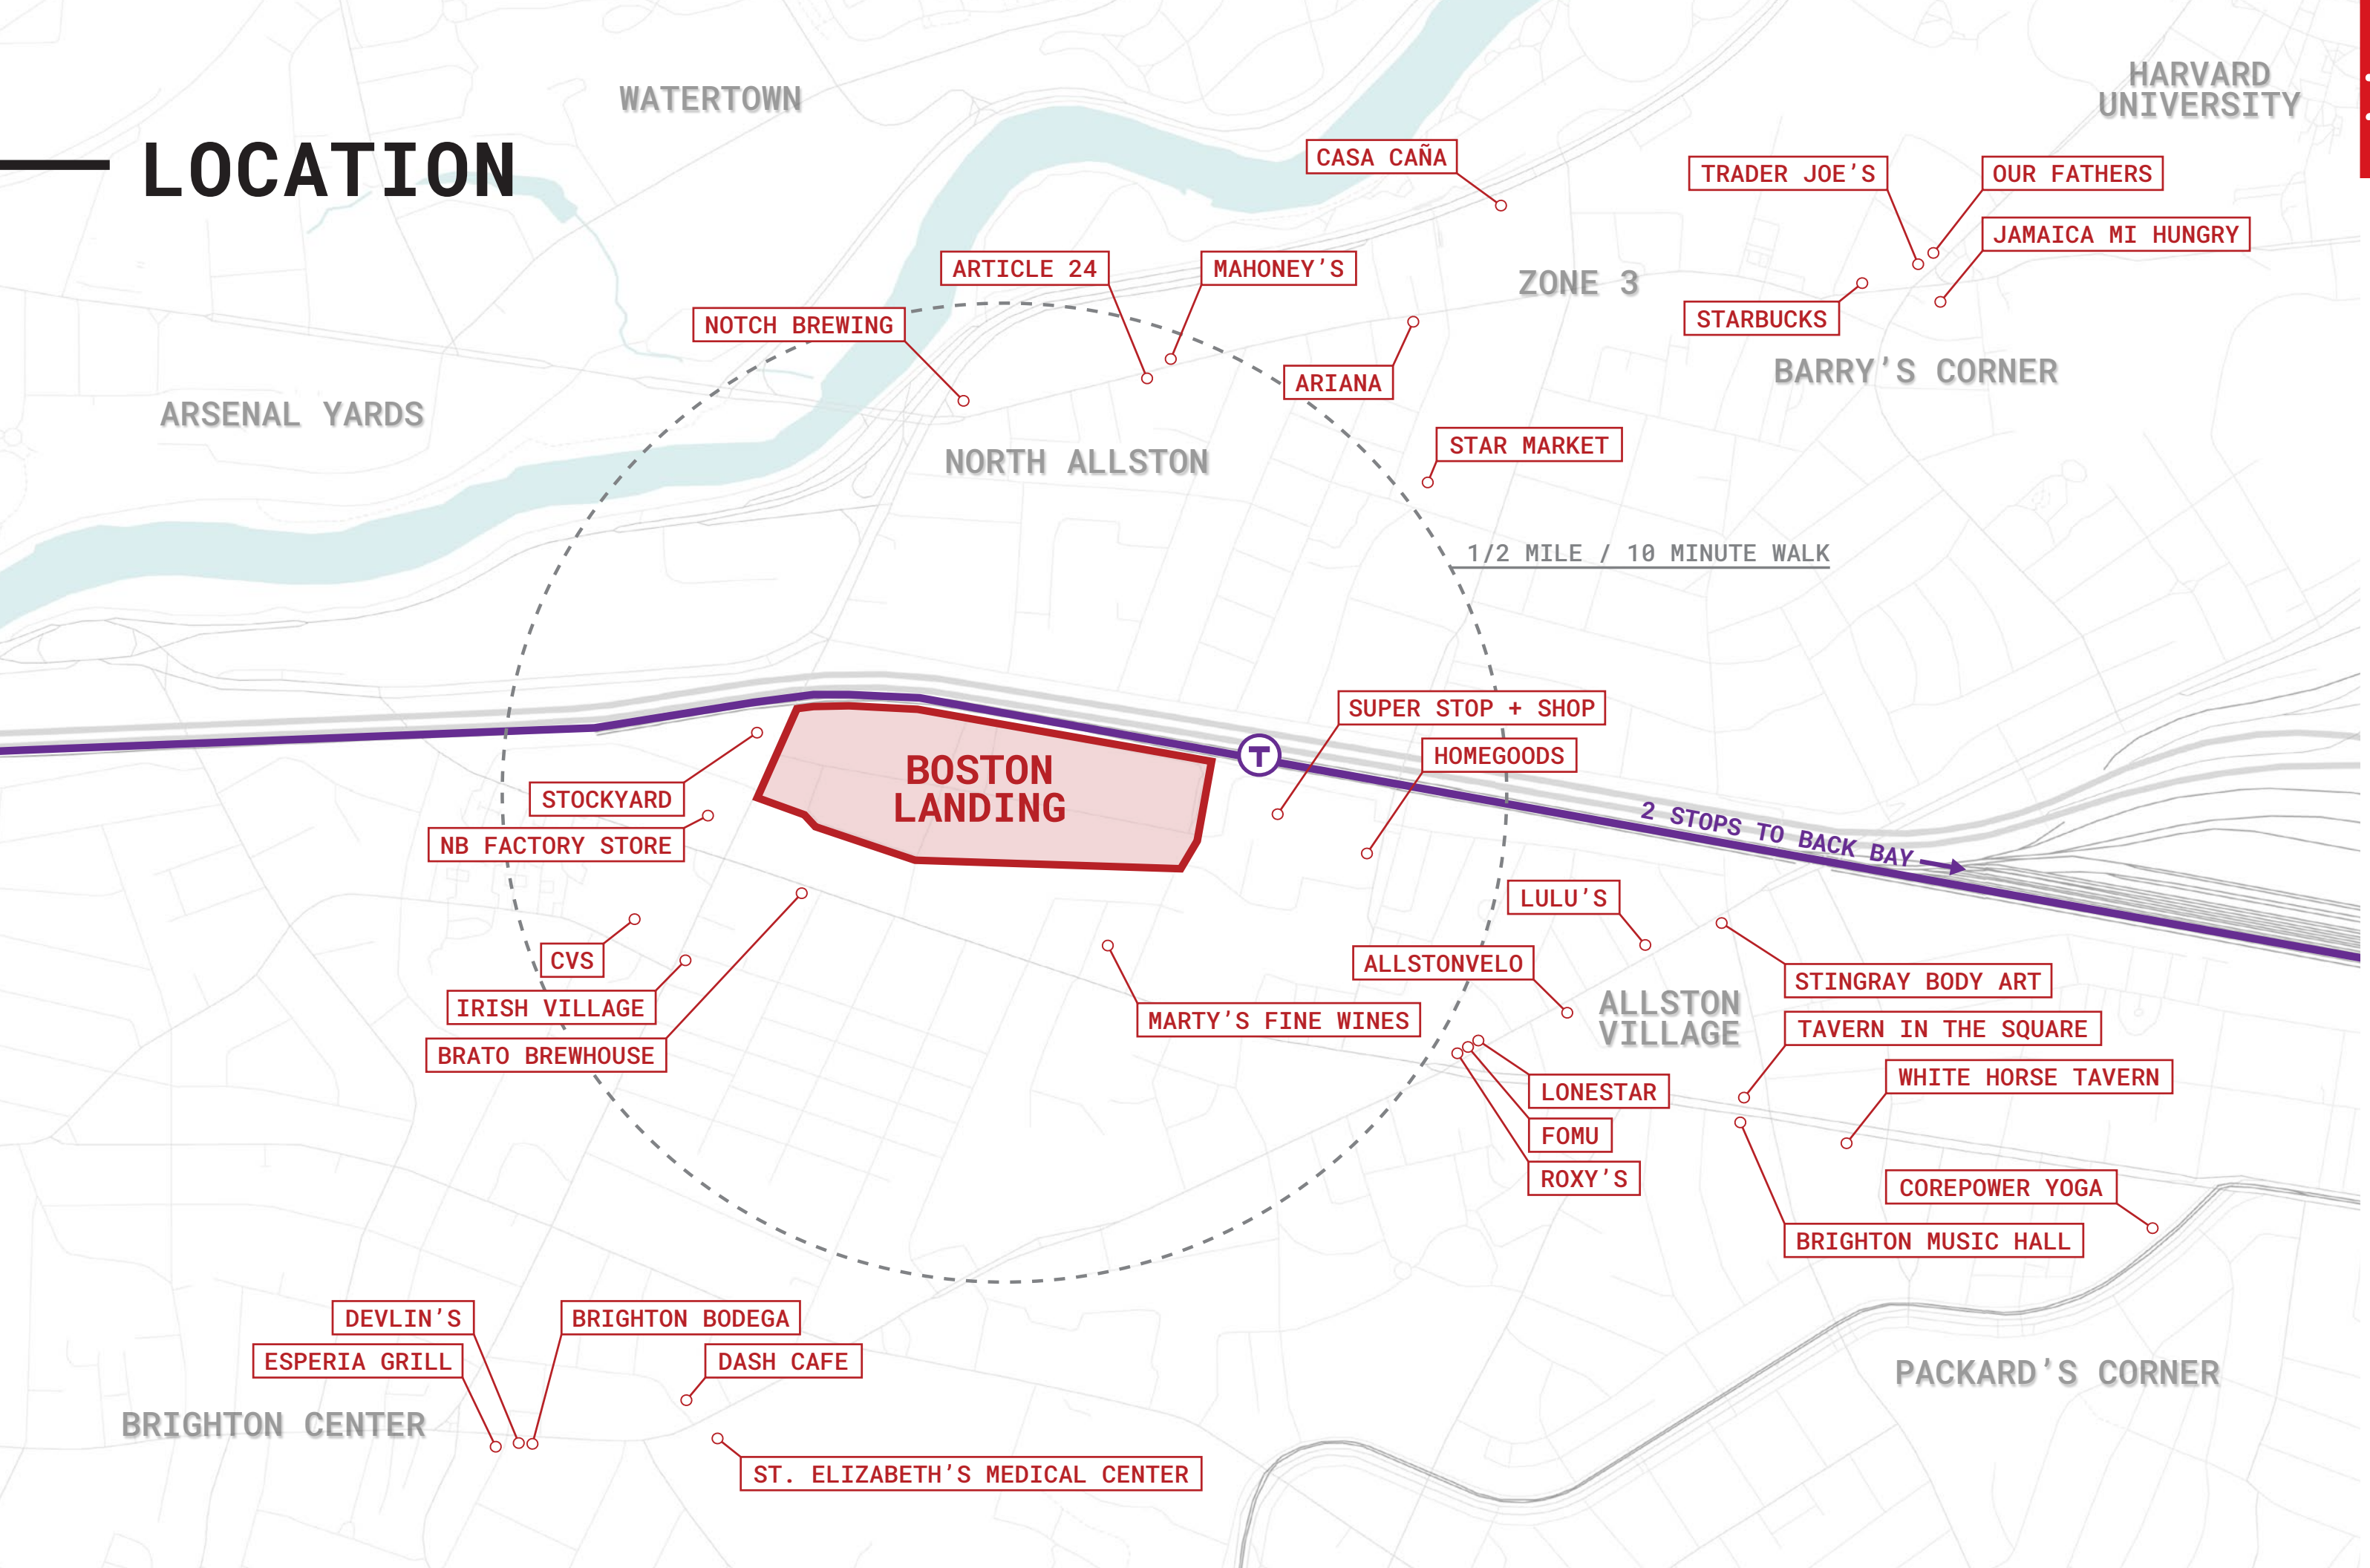 HARVARD
UNIVERSITY
WATERTOWN
LOCATION
CASA CAÑA
TRADER JOE’S
OUR FATHERS
JAMAICA MI HUNGRY
ARTICLE 24
MAHONEY’S
ZONE 3
NOTCH BREWING
STARBUCKS
ARIANA
BARRY’S CORNER
ARSENAL YARDS
STAR MARKET
NORTH ALLSTON
1/2 MILE / 10 MINUTE WALK
SUPER STOP + SHOP
HOMEGOODS
T
BOSTON
LANDING
STOCKYARD
NB FACTORY STORE
2 STOPS TO BACK BAY
LULU’S
CVS
ALLSTONVELO
STINGRAY BODY ART
IRISH VILLAGE
MARTY’S FINE WINES
ALLSTON
VILLAGE
TAVERN IN THE SQUARE
BRATO BREWHOUSE
WHITE HORSE TAVERN
LONESTAR
FOMU
ROXY’S
COREPOWER YOGA
BRIGHTON MUSIC HALL
DEVLIN’S
BRIGHTON BODEGA
ESPERIA GRILL
DASH CAFE
PACKARD’S CORNER
BRIGHTON CENTER
ST. ELIZABETH’S MEDICAL CENTER